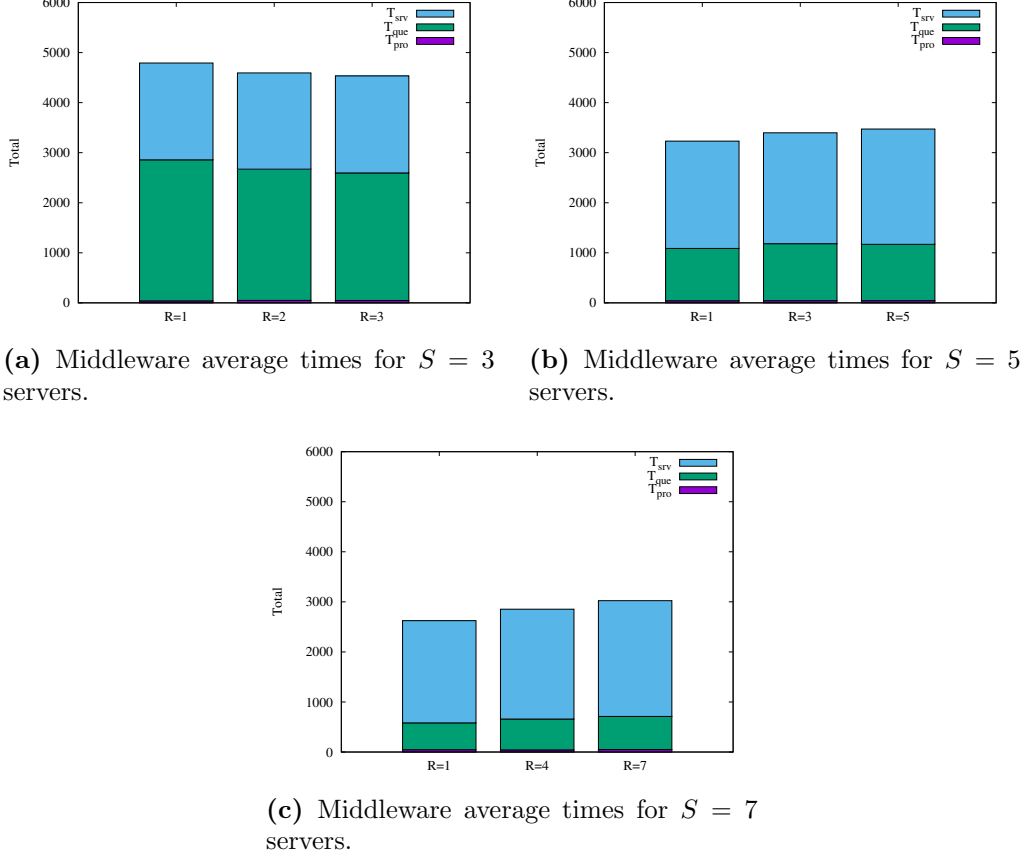 6000
5000
4000
3000
2000
1000
0
Total
T_srv
T_que
T_pro
R=1 R=2 R=3
(a) Middleware average times for S = 3
servers.
6000
5000
4000
3000
2000
1000
0
Total
T_srv
T_que
T_pro
R=1 R=3 R=5
(b) Middleware average times for S = 5
servers.
6000
5000
4000
3000
2000
1000
0
Total
T_srv
T_que
T_pro
R=1 R=4 R=7
(c) Middleware average times for S = 7
servers.